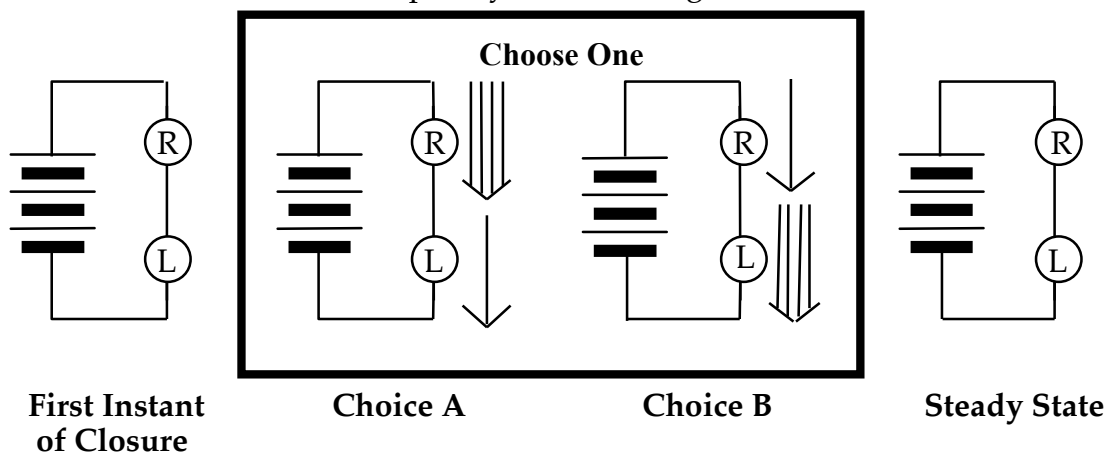 Choose One
R
R
R
R
L
L
L
L
First Instant
of Closure
Choice A
Choice B
Steady State